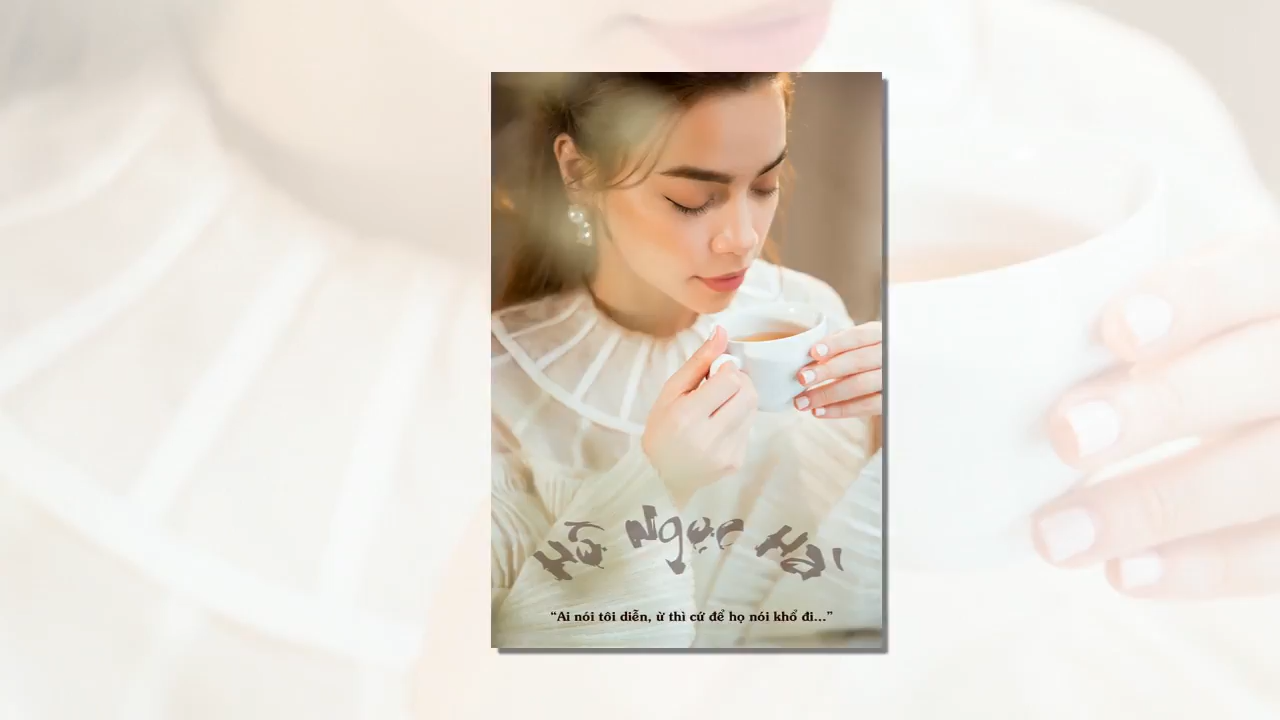 Hồ Ngọc Hà
“Ai nói tôi diễn, ừ thì cứ để họ nói khổ đi...”